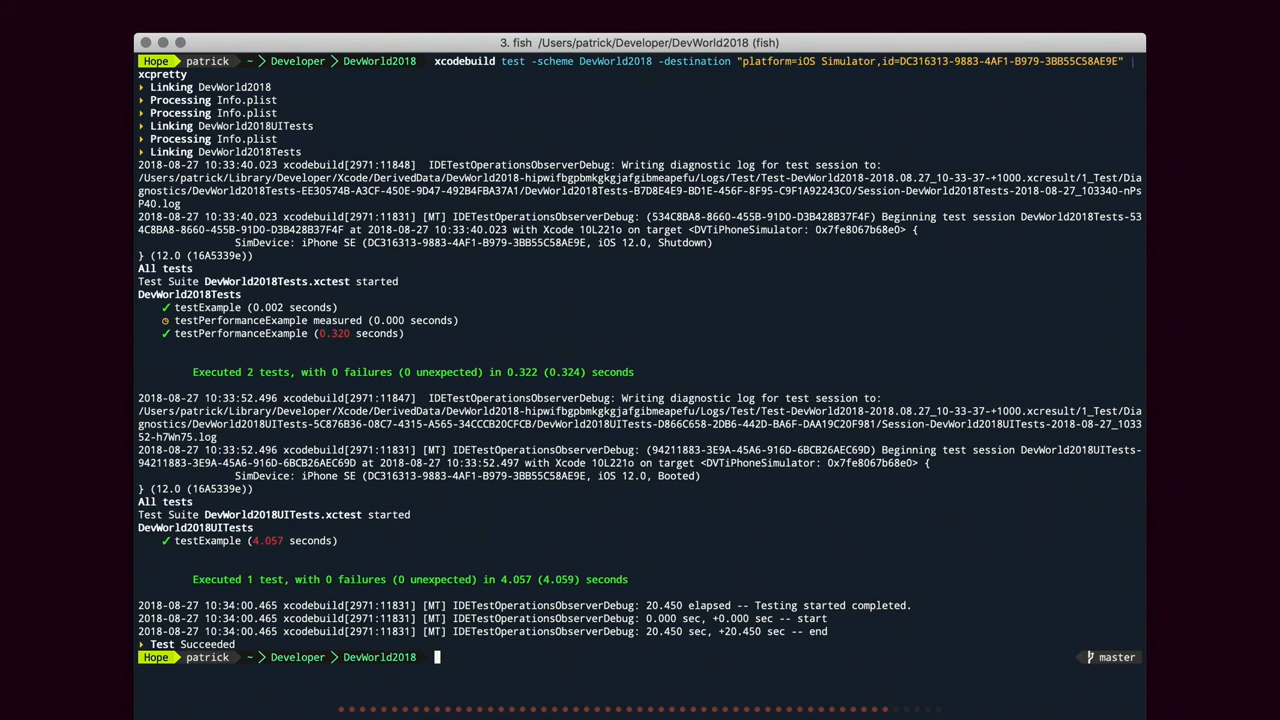 3. fish  /Users/patrick/Developer/DevWorld2018 (fish)
Hope patrick ~ Developer DevWorld2018 xcodebuild test -scheme DevWorld2018 -destination "platform=iOS Simulator,id=DC316313-9883-4AF1-B979-3BB55C58AE9E" |
xcpretty
Linking DevWorld2018
Processing Info.plist
Processing Info.plist
Linking DevWorld2018UITests
Processing Info.plist
Linking DevWorld2018Tests
2018-08-27 10:33:40.023 xcodebuild[2971:11848]  IDETestOperationsObserverDebug: Writing diagnostic log for test session to:
/Users/patrick/Library/Developer/Xcode/DerivedData/DevWorld2018-hipwifbgpbmkgkgjafgibmeapefu/Logs/Test/Test-DevWorld2018-2018.08.27_10-33-37-+1000.xcresult/1_Test/Dia
gnostics/DevWorld2018Tests-EE30574B-A3CF-450E-9D47-492B4FBA37A1/DevWorld2018Tests-B7D8E4E9-BD1E-456F-8F95-C9F1A92243C0/Session-DevWorld2018Tests-2018-08-27_103340-nPs
P40.log
2018-08-27 10:33:40.023 xcodebuild[2971:11831] [MT] IDETestOperationsObserverDebug: (534C8BA8-8660-455B-91D0-D3B428B37F4F) Beginning test session DevWorld2018Tests-53
4C8BA8-8660-455B-91D0-D3B428B37F4F at 2018-08-27 10:33:40.023 with Xcode 10L221o on target <DVTiPhoneSimulator: 0x7fe8067b68e0> {
SimDevice: iPhone SE (DC316313-9883-4AF1-B979-3BB55C58AE9E, iOS 12.0, Shutdown)
} (12.0 (16A5339e))
All tests
Test Suite DevWorld2018Tests.xctest started
DevWorld2018Tests
✓ testExample (0.002 seconds)
◷ testPerformanceExample measured (0.000 seconds)
✓ testPerformanceExample (0.320 seconds)
Executed 2 tests, with 0 failures (0 unexpected) in 0.322 (0.324) seconds
2018-08-27 10:33:52.496 xcodebuild[2971:11847]  IDETestOperationsObserverDebug: Writing diagnostic log for test session to:
/Users/patrick/Library/Developer/Xcode/DerivedData/DevWorld2018-hipwifbgpbmkgkgjafgibmeapefu/Logs/Test/Test-DevWorld2018-2018.08.27_10-33-37-+1000.xcresult/1_Test/Dia
gnostics/DevWorld2018UITests-5C876B36-08C7-4315-A565-34CCCB20CFCB/DevWorld2018UITests-D866C658-2DB6-442D-BA6F-DAA19C20F981/Session-DevWorld2018UITests-2018-08-27_1033
52-h7Wn75.log
2018-08-27 10:33:52.496 xcodebuild[2971:11831] [MT] IDETestOperationsObserverDebug: (94211883-3E9A-45A6-916D-6BCB26AEC69D) Beginning test session DevWorld2018UITests-
94211883-3E9A-45A6-916D-6BCB26AEC69D at 2018-08-27 10:33:52.497 with Xcode 10L221o on target <DVTiPhoneSimulator: 0x7fe8067b68e0> {
SimDevice: iPhone SE (DC316313-9883-4AF1-B979-3BB55C58AE9E, iOS 12.0, Booted)
} (12.0 (16A5339e))
All tests
Test Suite DevWorld2018UITests.xctest started
DevWorld2018UITests
✓ testExample (4.057 seconds)
Executed 1 test, with 0 failures (0 unexpected) in 4.057 (4.059) seconds
2018-08-27 10:34:00.465 xcodebuild[2971:11831] [MT] IDETestOperationsObserverDebug: 20.450 elapsed -- Testing started completed.
2018-08-27 10:34:00.465 xcodebuild[2971:11831] [MT] IDETestOperationsObserverDebug: 0.000 sec, +0.000 sec -- start
2018-08-27 10:34:00.465 xcodebuild[2971:11831] [MT] IDETestOperationsObserverDebug: 20.450 sec, +20.450 sec -- end
Test Succeeded
Hope patrick ~ Developer DevWorld2018 master